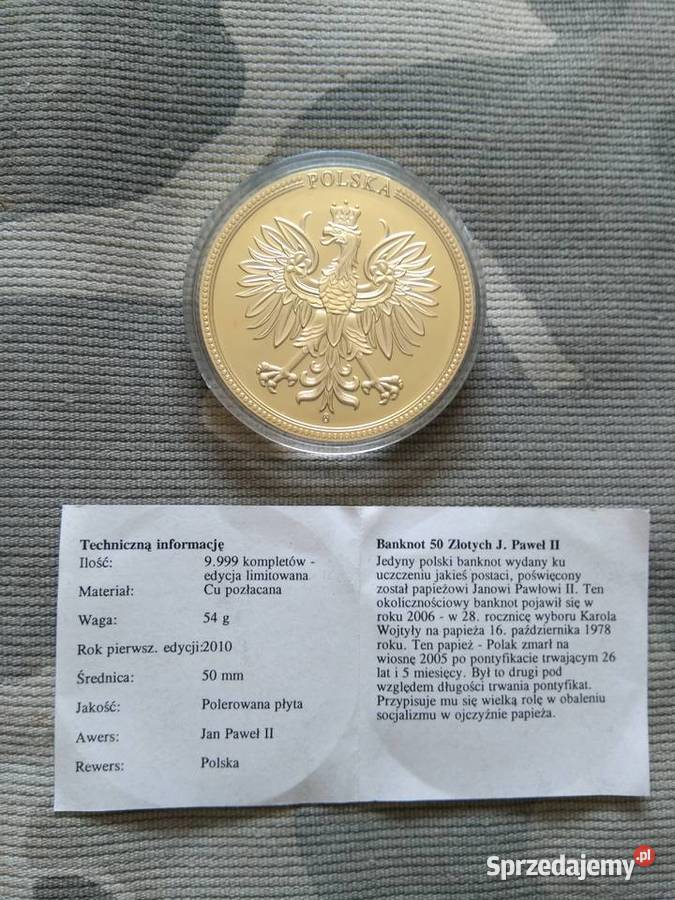 POLSKA
Techniczną informację
Ilość: 9.999 kompletów -
edycja limitowana
Materiał: Cu pozłacana
Waga: 54 g
Rok pierwsz. edycji:2010
Średnica: 50 mm
Jakość: Polerowana płyta
Awers: Jan Paweł II
Rewers: Polska
Banknot 50 Złotych J. Paweł II
Jedyny polski banknot wydany ku
uczczeniu jakieś postaci, poświęcony
został papieżowi Janowi Pawłowi II. Ten
okolicznościowy banknot pojawił się w
roku 2006 - w 28. rocznicę wyboru Karola
Wojtyły na papieża 16. października 1978
roku. Ten papież - Polak zmarł na
wiosnę 2005 po pontyfikacie trwającym 26
lat i 5 miesięcy. Był to drugi pod
względem długości trwania pontyfikat.
Przypisuje mu się wielką rolę w obaleniu
socjalizmu w ojczyźnie papieża.
Sprzedajemy.pl